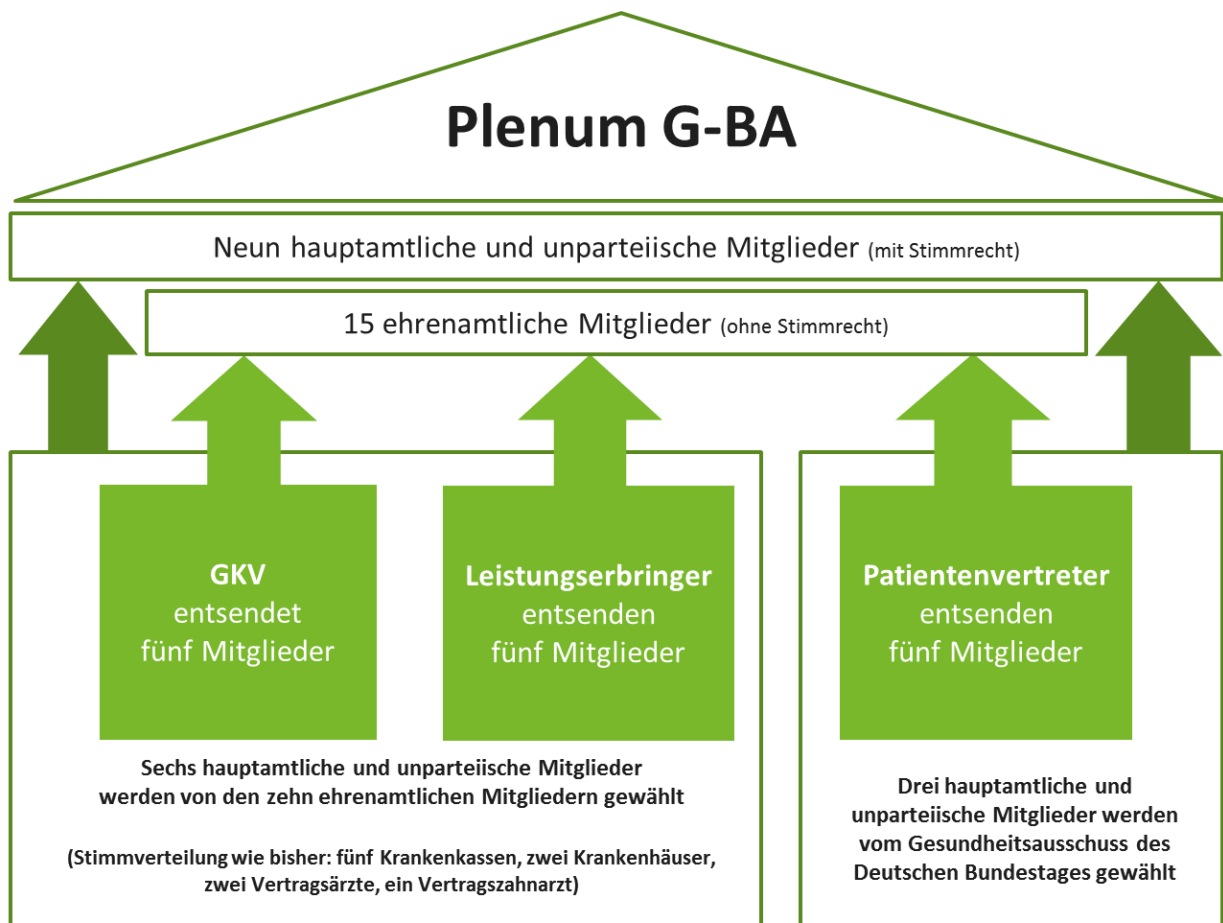 Plenum G-BA
Neun hauptamtliche und unparteiische Mitglieder (mit Stimmrecht)
15 ehrenamtliche Mitglieder (ohne Stimmrecht)
GKV
entsendet
fünf Mitglieder
Leistungserbringer
entsenden
fünf Mitglieder
Patientenvertreter
entsenden
fünf Mitglieder
Sechs hauptamtliche und unparteiische Mitglieder
werden von den zehn ehrenamtlichen Mitgliedern gewählt
(Stimmverteilung wie bisher: fünf Krankenkassen, zwei Krankenhäuser,
zwei Vertragsärzte, ein Vertragszahnarzt)
Drei hauptamtliche und
unparteiische Mitglieder werden
vom Gesundheitsausschuss des
Deutschen Bundestages gewählt